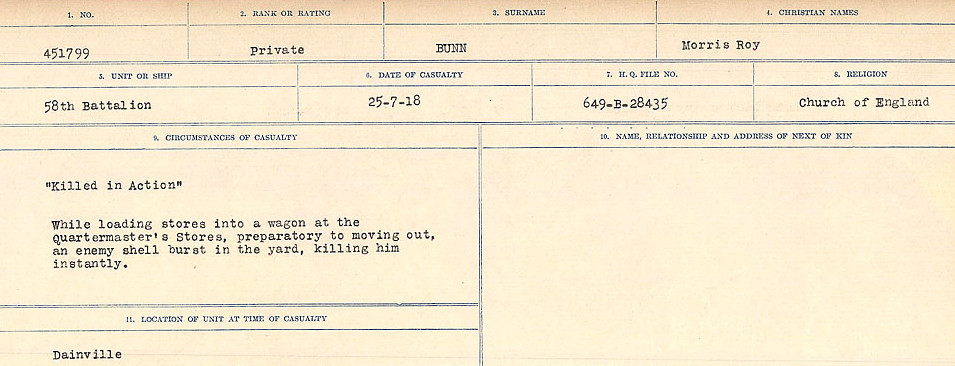 1. NO. 2. RANK OR RATING 3. SURNAME 4. CHRISTIAN NAMES
451799 Private BUNN Morris Roy
5. UNIT OR SHIP 6. DATE OF CASUALTY 7. H.Q. FILE NO. 8. RELIGION
58th Battalion 25-7-18 649-B-28435 Church of England
9. CIRCUMSTANCES OF CASUALTY 10. NAME, RELATIONSHIP AND ADDRESS OF NEXT OF KIN
"Killed in Action"
While loading stores into a wagon at the
Quartermaster's Stores, preparatory to moving out,
an enemy shell burst in the yard, killing him
instantly.
11. LOCATION OF UNIT AT TIME OF CASUALTY
Dainville